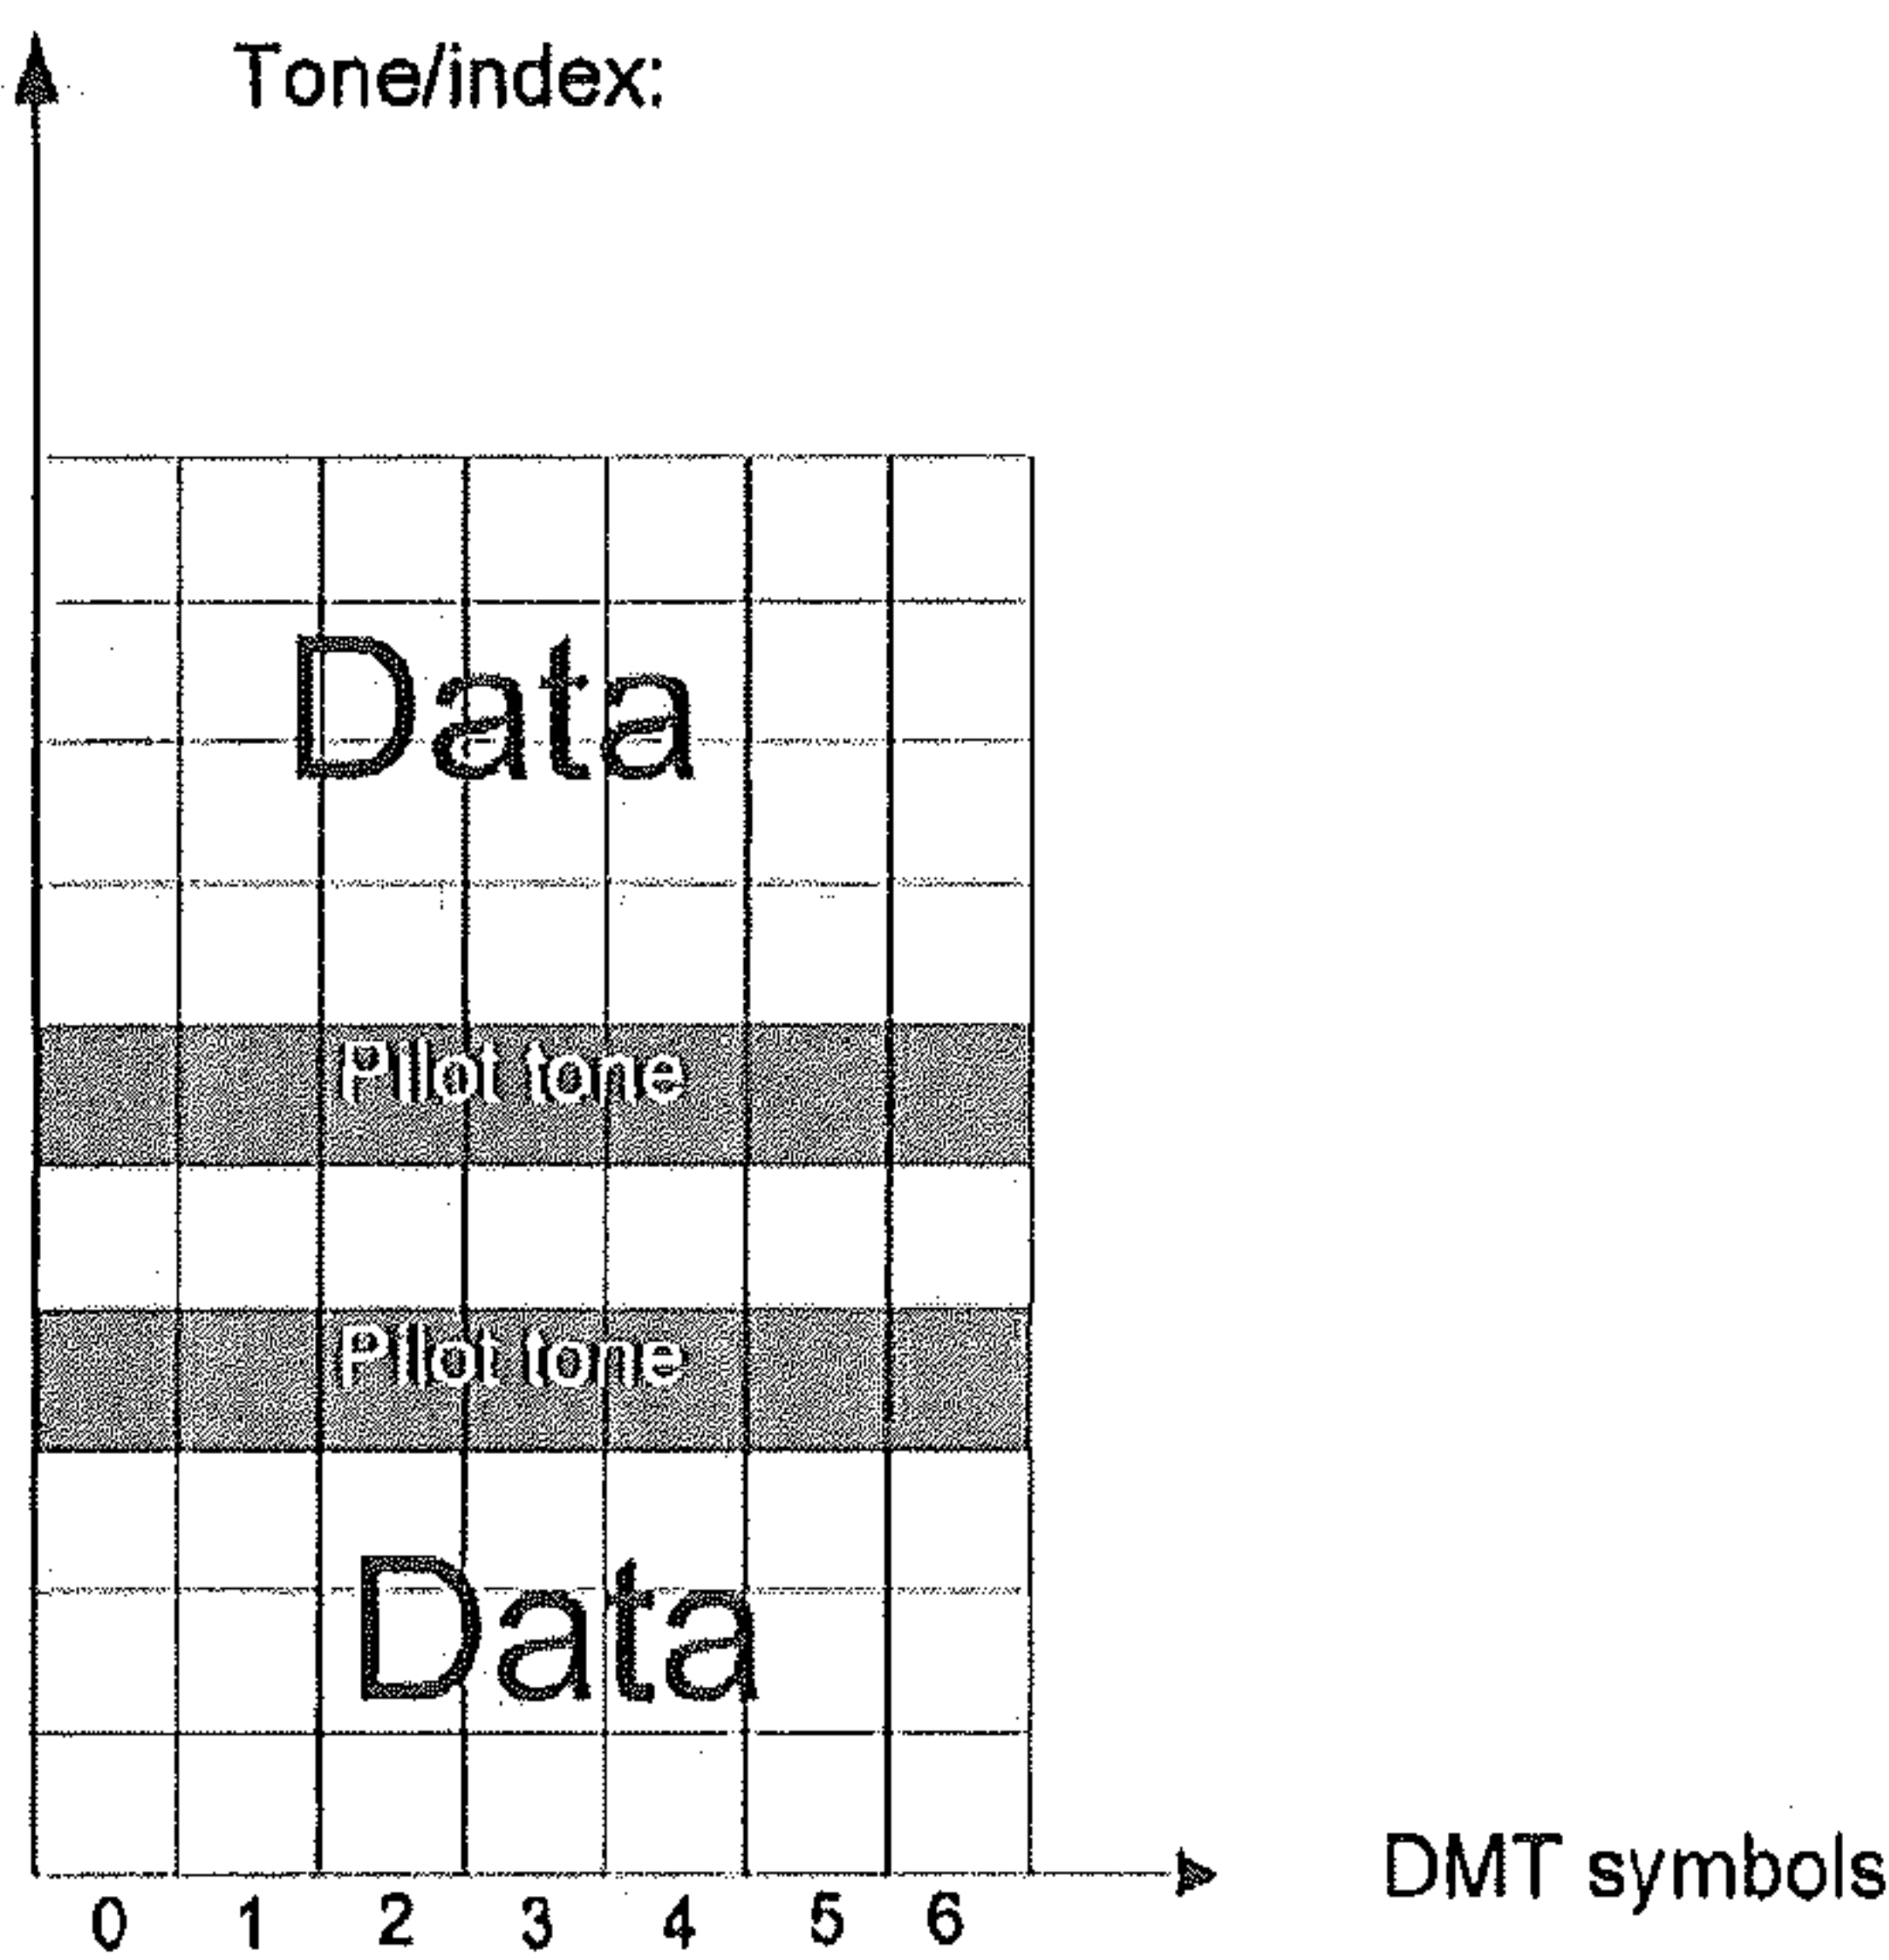 Tone/index:
Data
Pilot tone
Pilot tone
Data
0 1 2 3 4 5 6
DMT symbols